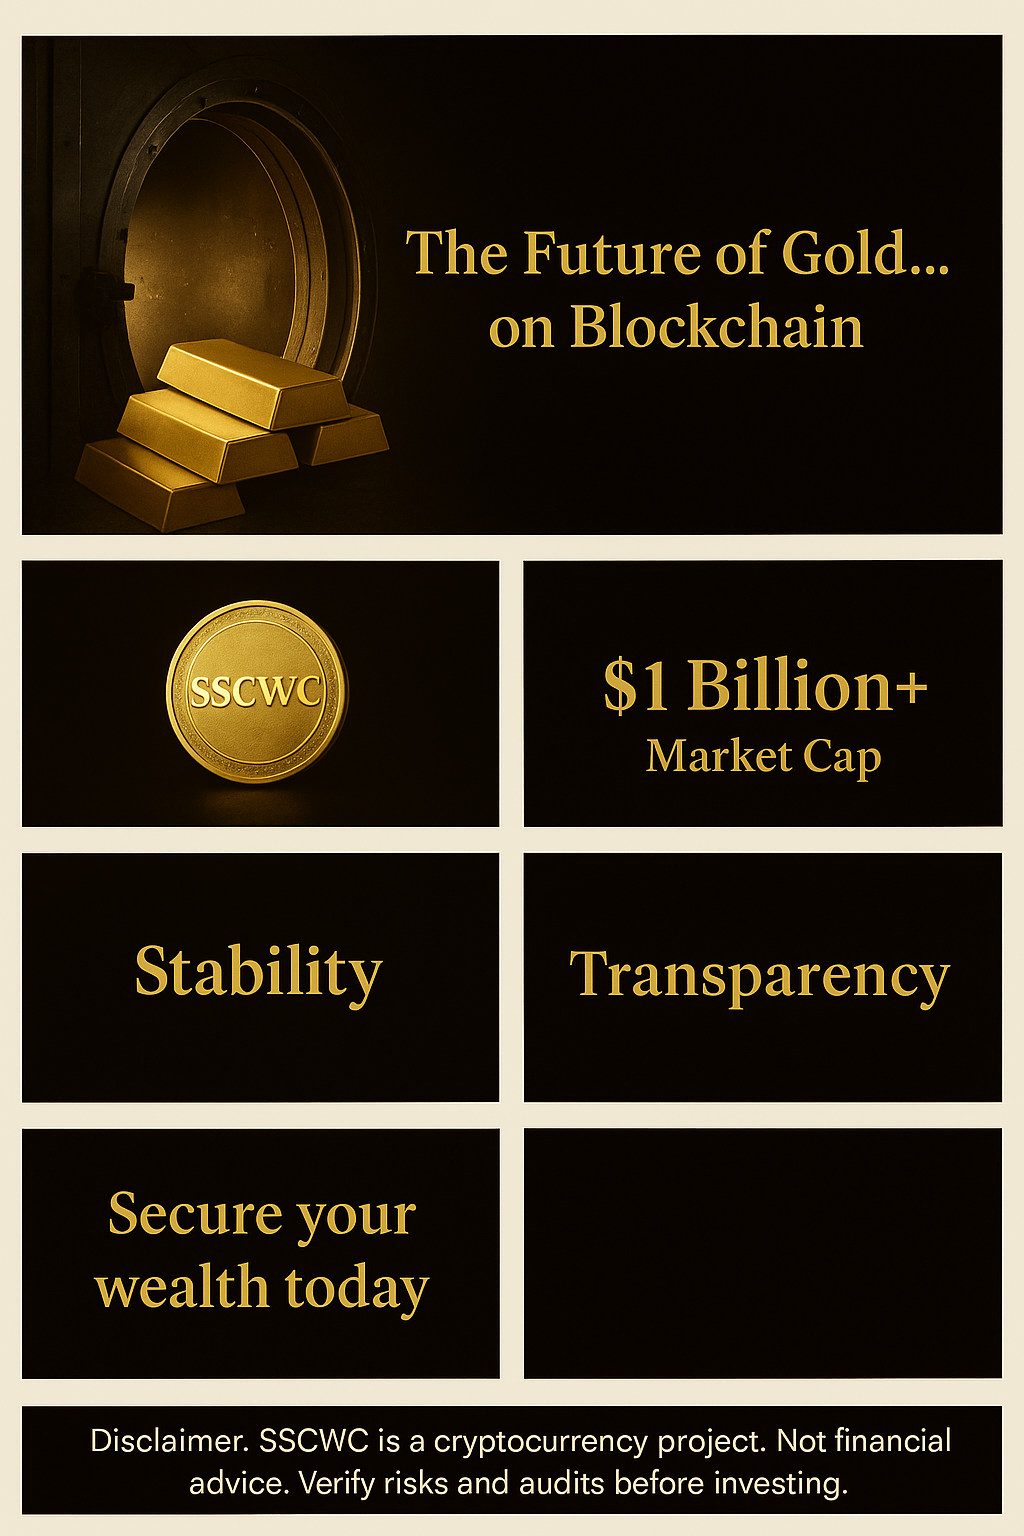 The Future of Gold...
on Blockchain
SSCWC
$1 Billion+
Market Cap
Stability
Transparency
Secure your
wealth today
Disclaimer. SSCWC is a cryptocurrency project. Not financial
advice. Verify risks and audits before investing.